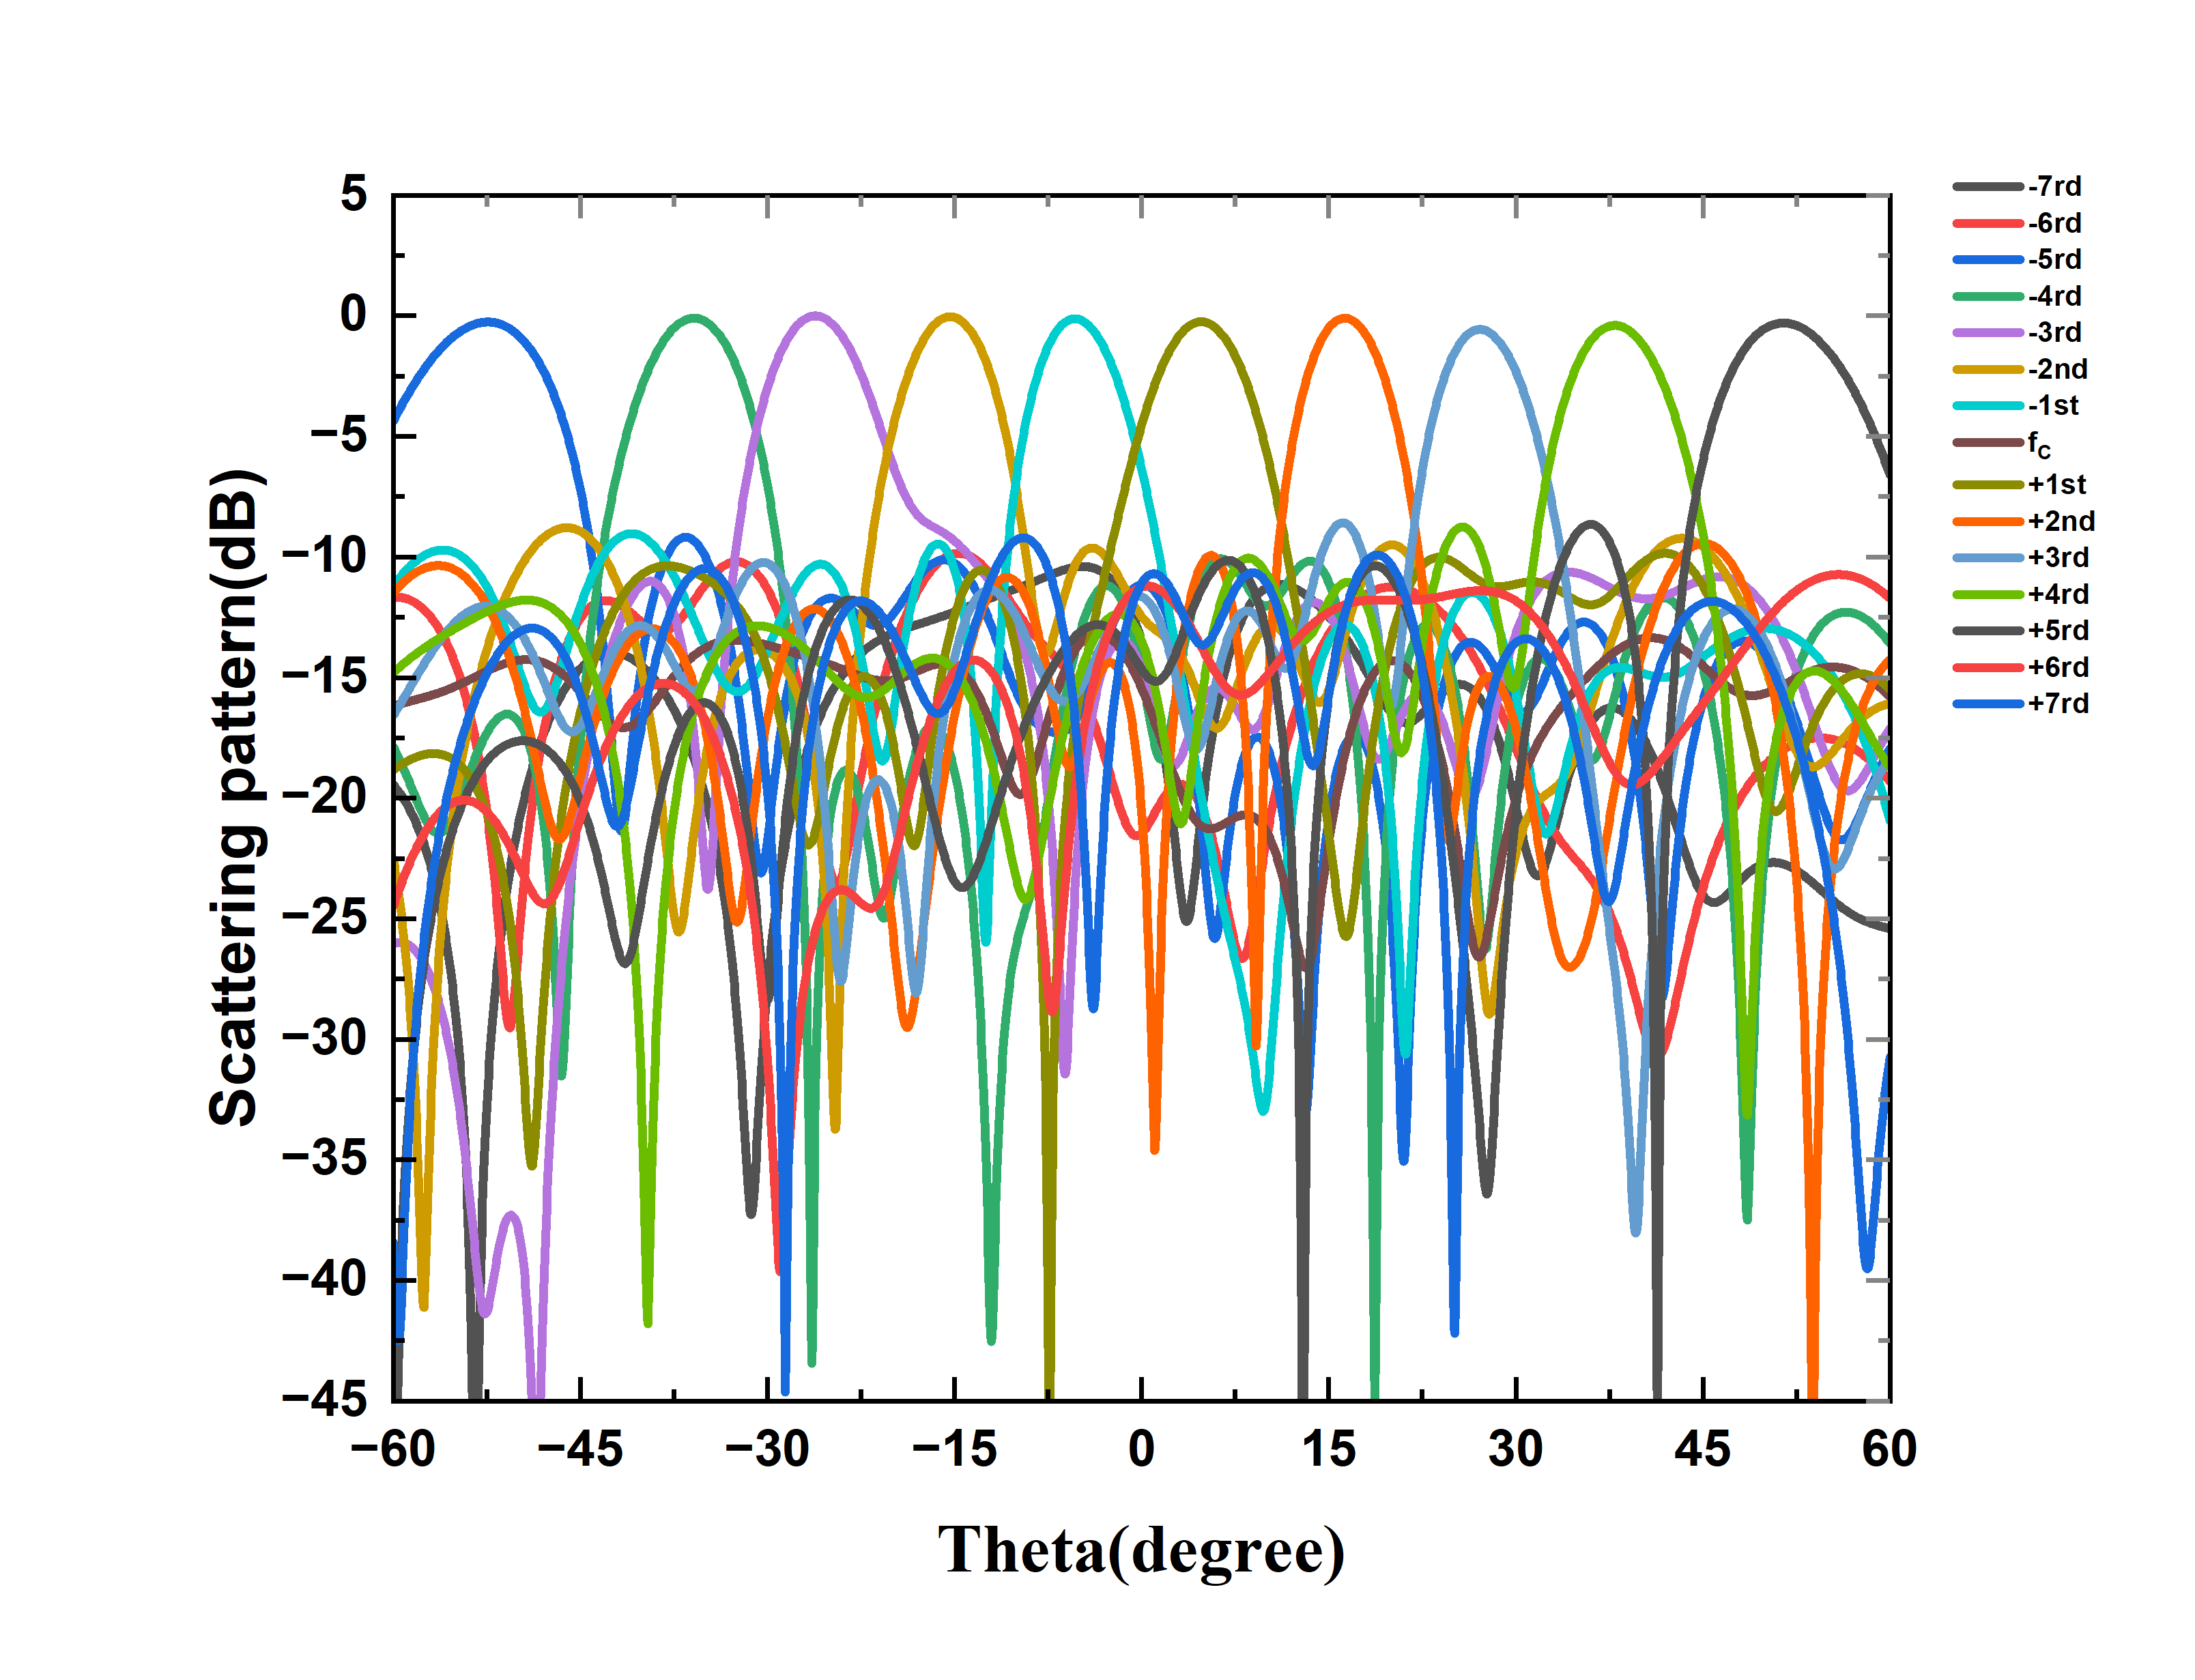 5
0
−5
−10
−15
−20
−25
−30
−35
−40
−45
−60
−45
−30
−15
0
15
30
45
60
Scattering pattern(dB)
Theta(degree)
-7rd
-6rd
-5rd
-4rd
-3rd
-2nd
-1st
fC
+1st
+2nd
+3rd
+4rd
+5rd
+6rd
+7rd